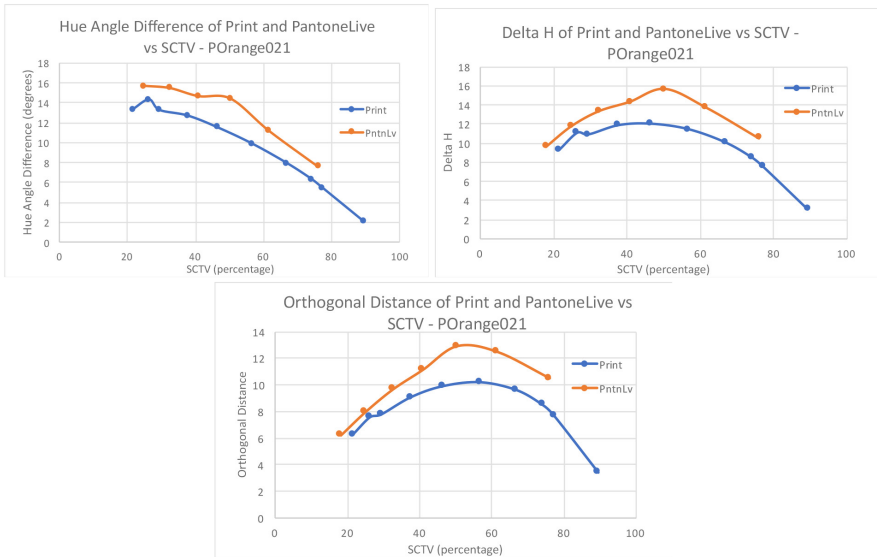 Hue Angle Difference of Print and PantoneLive
vs SCTV - POrange021
Hue Angle Difference (degrees)
18
16
14
12
10
8
6
4
2
0
0 20 40 60 80 100
SCTV (percentage)
Print
PntnLv
Delta H of Print and PantoneLive vs SCTV -
POrange021
Delta H
18
16
14
12
10
8
6
4
2
0
0 20 40 60 80 100
SCTV (percentage)
Print
PntnLv
Orthogonal Distance of Print and PantoneLive vs
SCTV - POrange021
Orthogonal Distance
14
12
10
8
6
4
2
0
0 20 40 60 80 100
SCTV (percentage)
Print
PntnLv